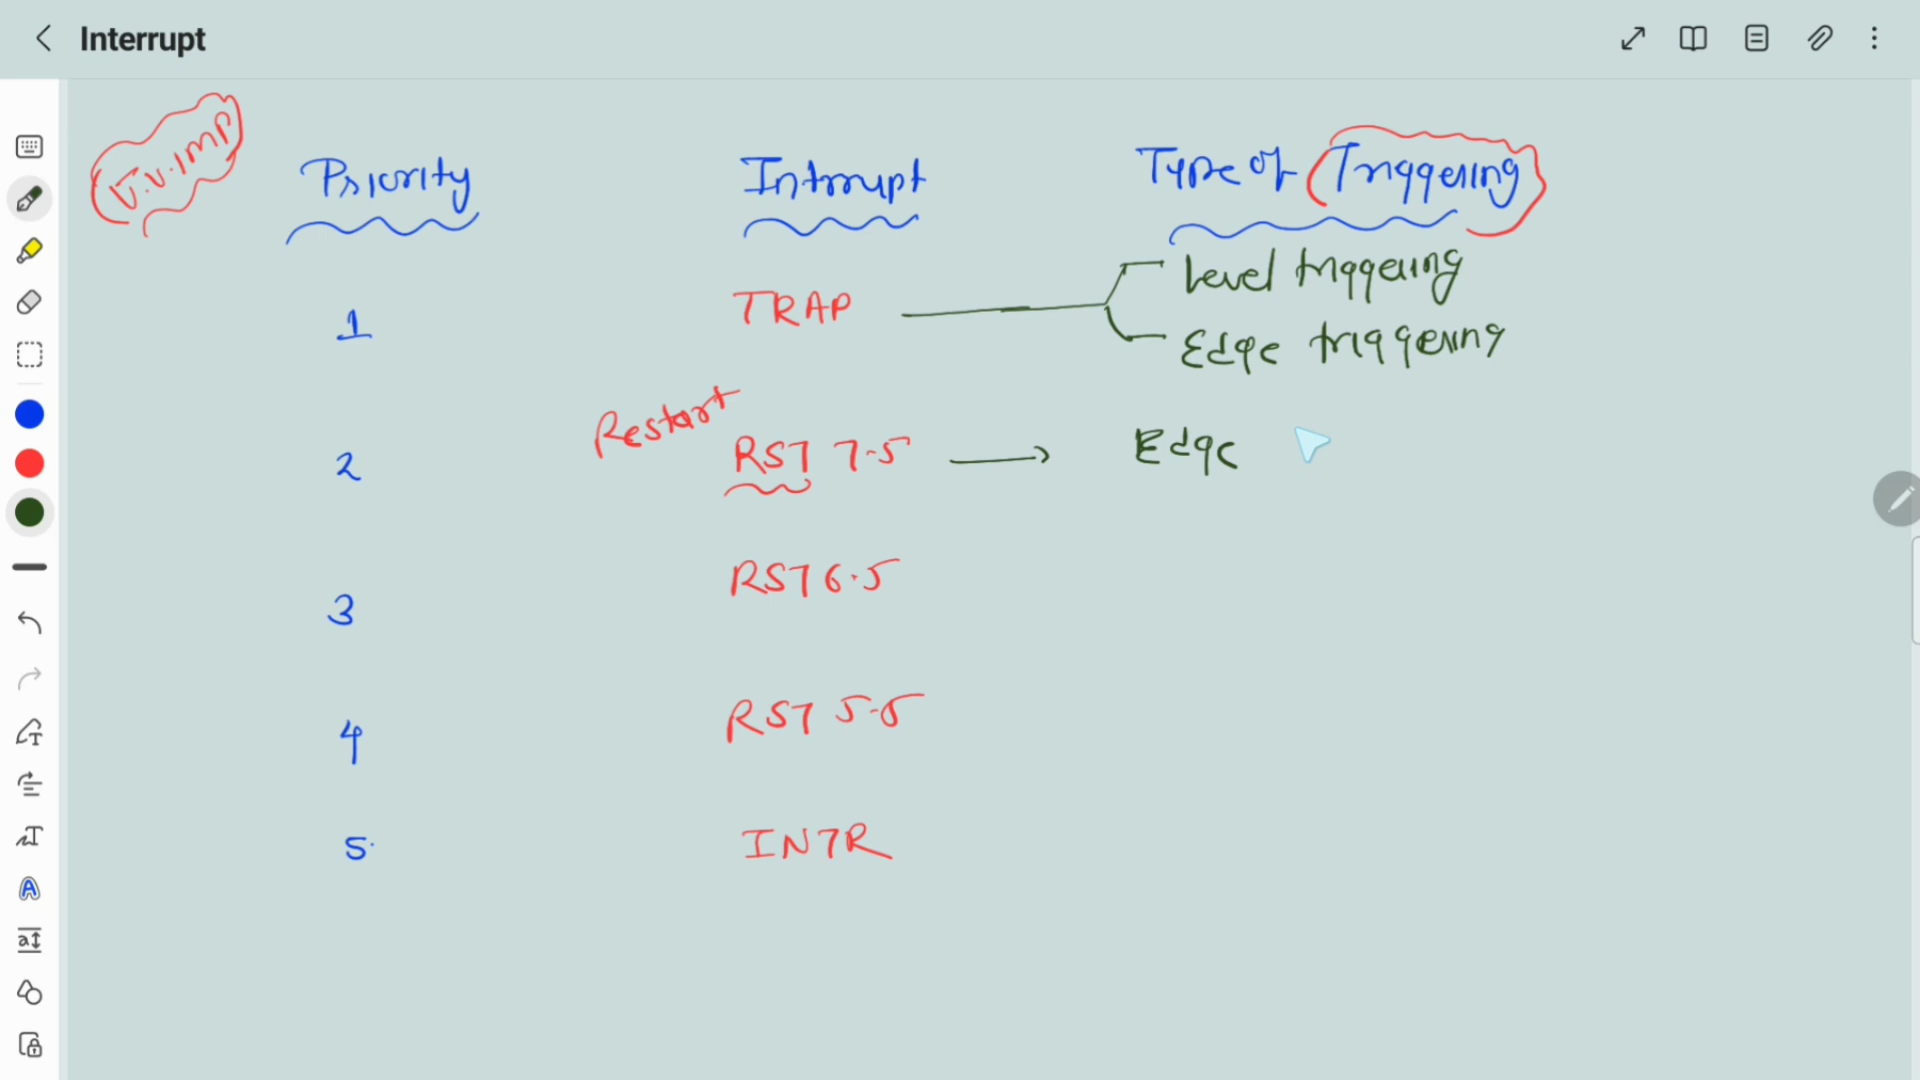 Interrupt
V.V.IMP
Priority Intrrupt Type of Triggering
Level triggering
1 TRAP
Edge triggering
Restart
2 RST 7.5 Edge
3 RST 6.5
4 RST 5.5
5. INTR